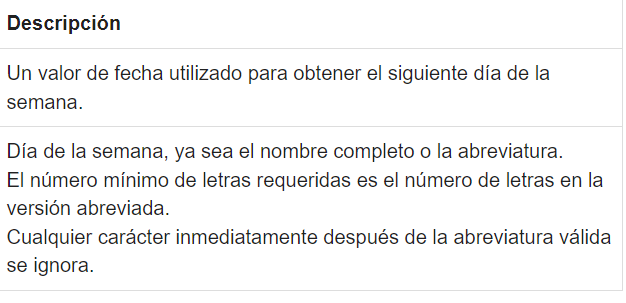 Descripción
Un valor de fecha utilizado para obtener el siguiente día de la
semana.
Día de la semana, ya sea el nombre completo o la abreviatura.
El número mínimo de letras requeridas es el número de letras en la
versión abreviada.
Cualquier carácter inmediatamente después de la abreviatura válida
se ignora.